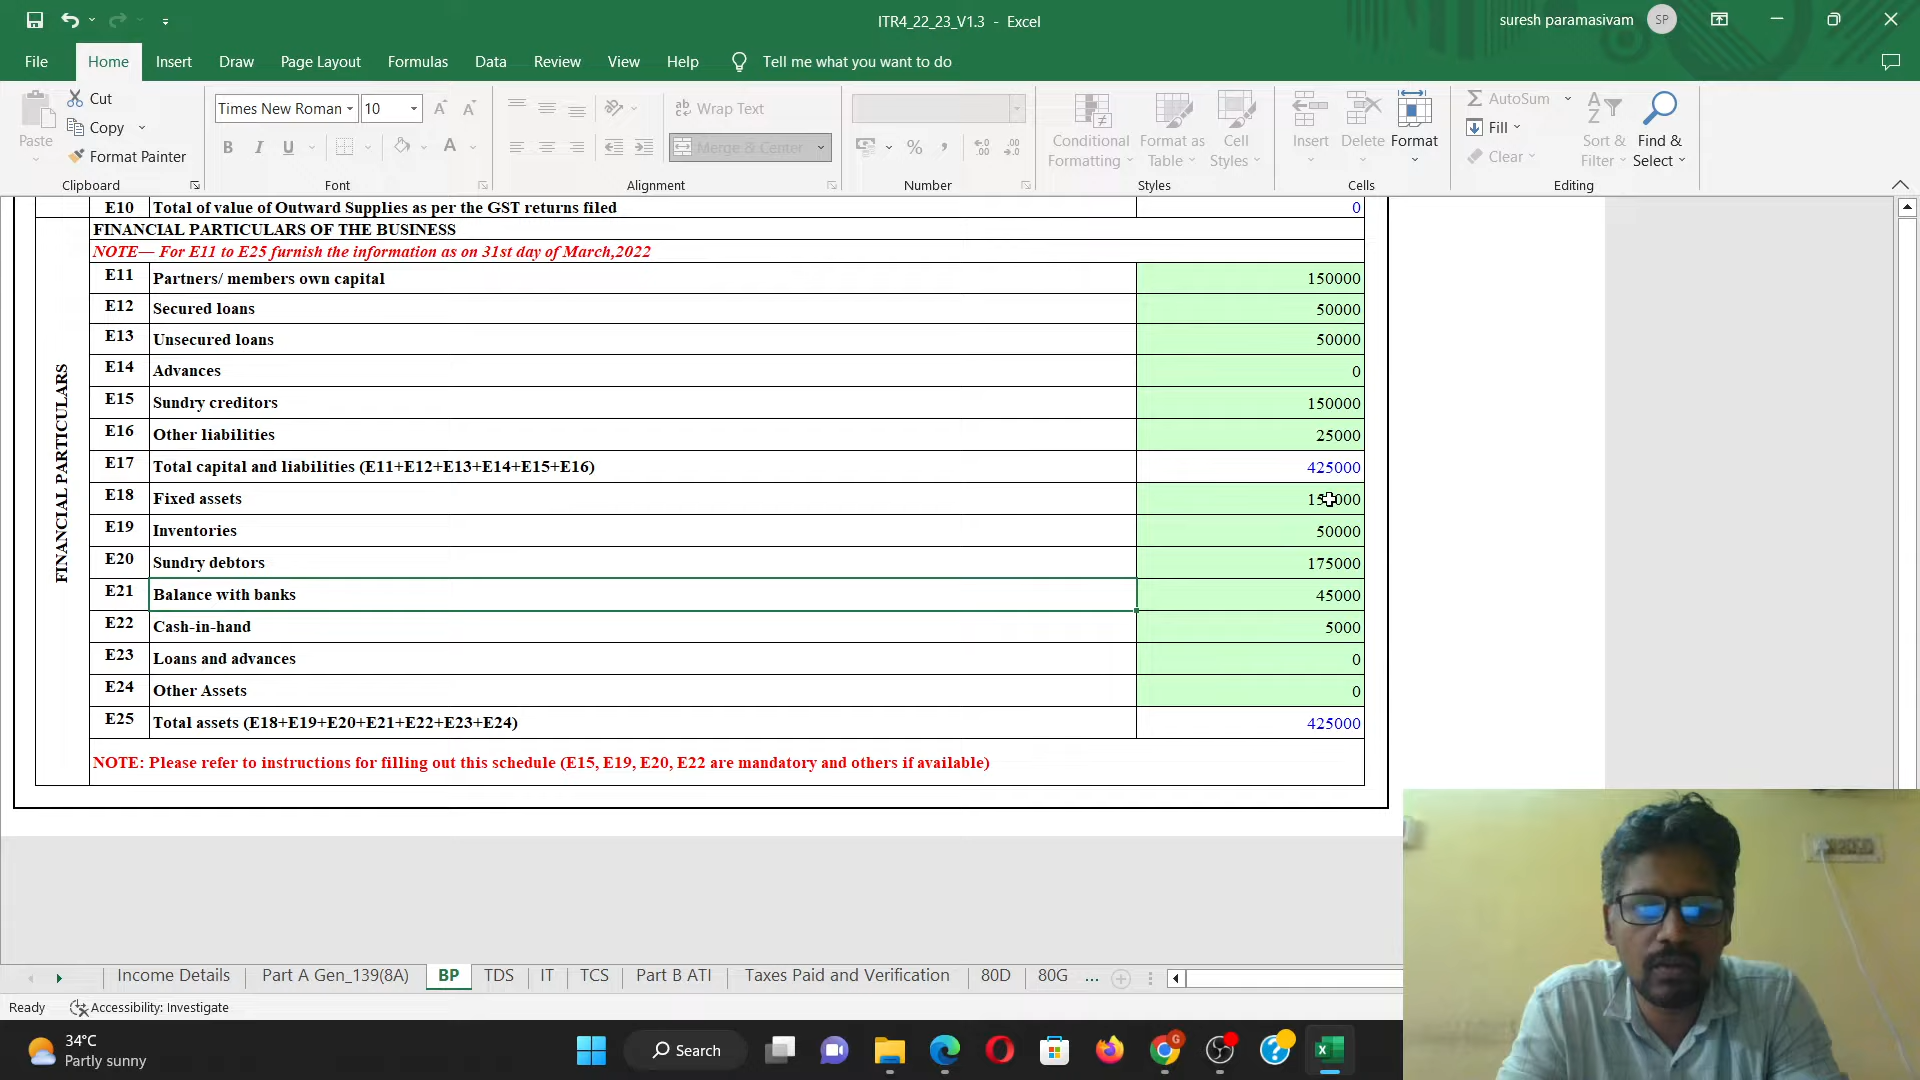 ITR4_22_23_V1.3 - Excel
suresh paramasivam SP
File Home Insert Draw Page Layout Formulas Data Review View Help Tell me what you want to do
Paste
Cut
Copy
Format Painter
Clipboard
Times New Roman 10
B I U
Font
Wrap Text
Merge & Center
Alignment
%
Number
Conditional Formatting
Format as Table
Cell Styles
Styles
Insert Delete Format
Cells
AutoSum
Fill
Clear
Sort & Filter
Find & Select
Editing
E10 Total of value of Outward Supplies as per the GST returns filed 0
FINANCIAL PARTICULARS OF THE BUSINESS
NOTE— For E11 to E25 furnish the information as on 31st day of March,2022
FINANCIAL PARTICULARS
E11 Partners/ members own capital 150000
E12 Secured loans 50000
E13 Unsecured loans 50000
E14 Advances 0
E15 Sundry creditors 150000
E16 Other liabilities 25000
E17 Total capital and liabilities (E11+E12+E13+E14+E15+E16) 425000
E18 Fixed assets
E19 Inventories 50000
E20 Sundry debtors 175000
E21 Balance with banks 45000
E22 Cash-in-hand 5000
E23 Loans and advances 0
E24 Other Assets 0
E25 Total assets (E18+E19+E20+E21+E22+E23+E24) 425000
NOTE: Please refer to instructions for filling out this schedule (E15, E19, E20, E22 are mandatory and others if available)
Income Details Part A Gen_139(8A) BP TDS IT TCS Part B ATI Taxes Paid and Verification 80D 80G ...
Ready Accessibility: Investigate
34°C
Partly sunny
Search